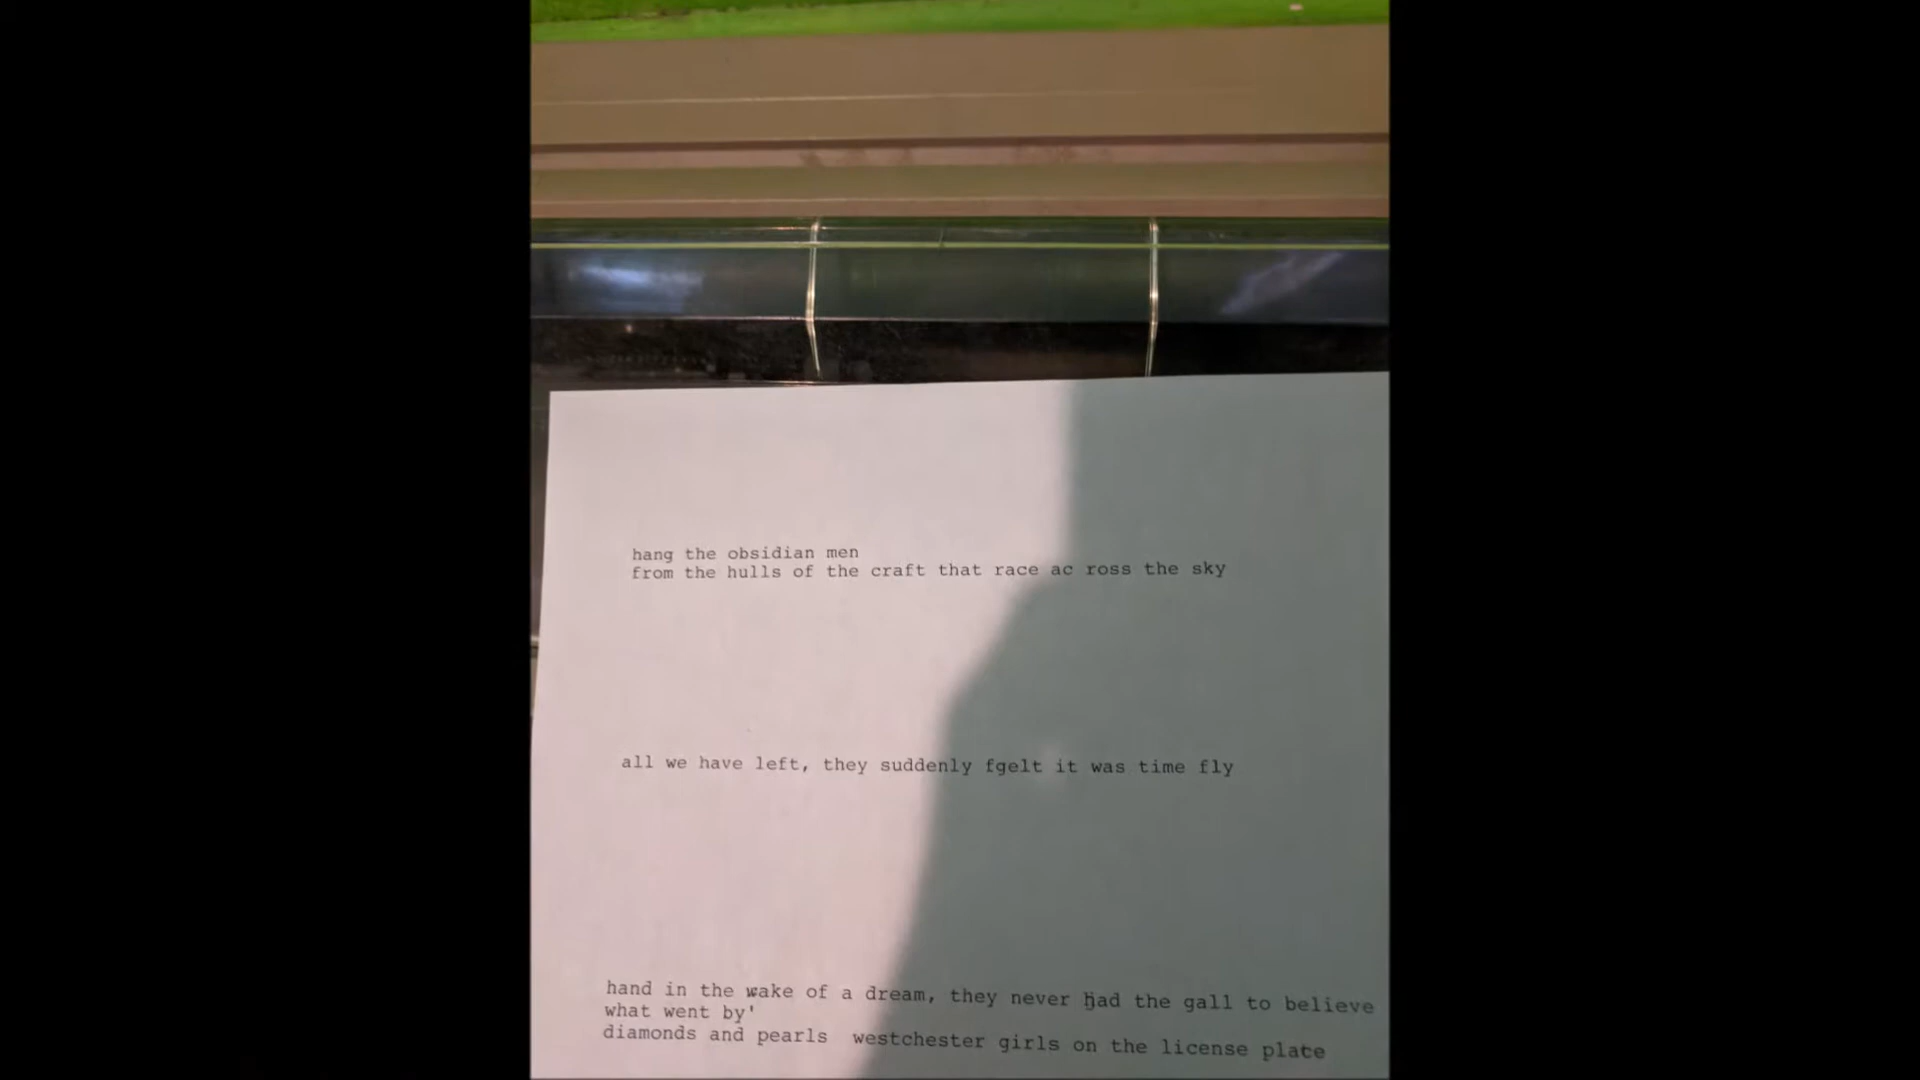 hang the obsidian men
from the hulls of the craft that race ac ross the sky
all we have left, they suddenly fgelt it was time fly
hand in the wake of a dream, they never had the gall to believe
what went by'
diamonds and pearls  westchester girls on the license plate